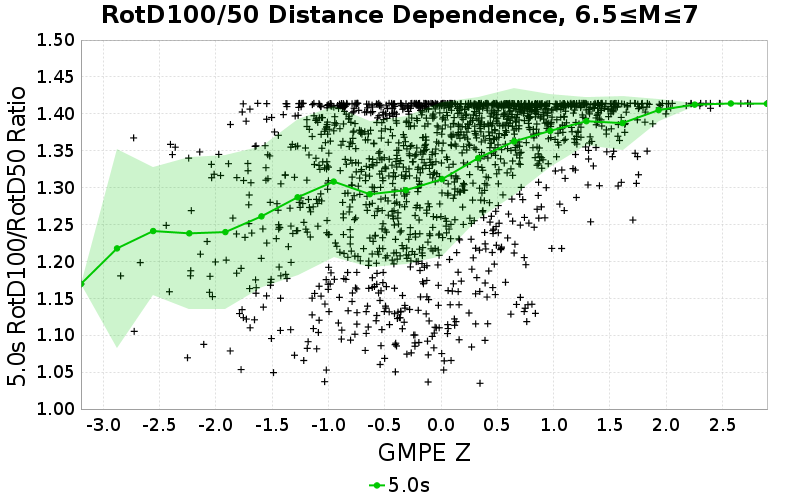 RotD100/50 Distance Dependence, 6.5≤M≤7
5.0s RotD100/RotD50 Ratio
1.50
1.45
1.40
1.35
1.30
1.25
1.20
1.15
1.10
1.05
1.00
-3.0 -2.5 -2.0 -1.5 -1.0 -0.5 0.0 0.5 1.0 1.5 2.0 2.5
GMPE Z
5.0s